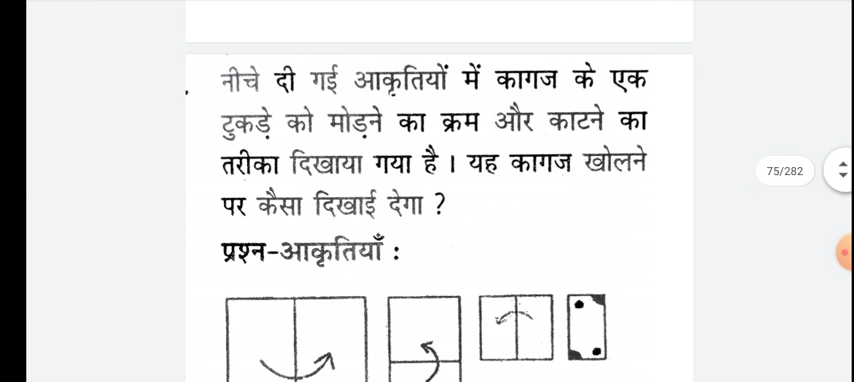 नीचे दी गई आकृतियों में कागज के एक
टुकड़े को मोड़ने का क्रम और काटने का
तरीका दिखाया गया है । यह कागज खोलने
75/282
पर कैसा दिखाई देगा ?
प्रश्न-आकृतियाँ :